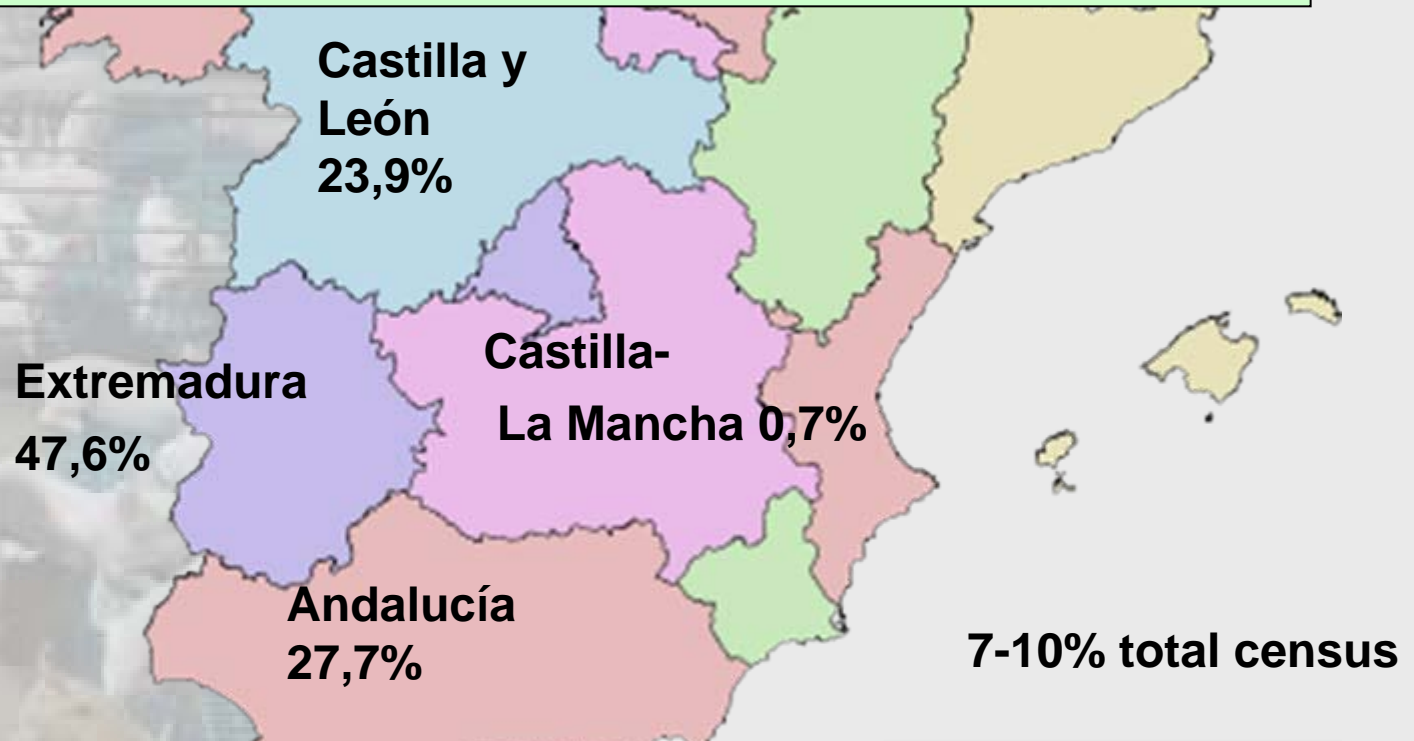 Castilla y
León
23,9%
Extremadura
47,6%
Castilla-
La Mancha 0,7%
Andalucía
27,7%
7-10% total census